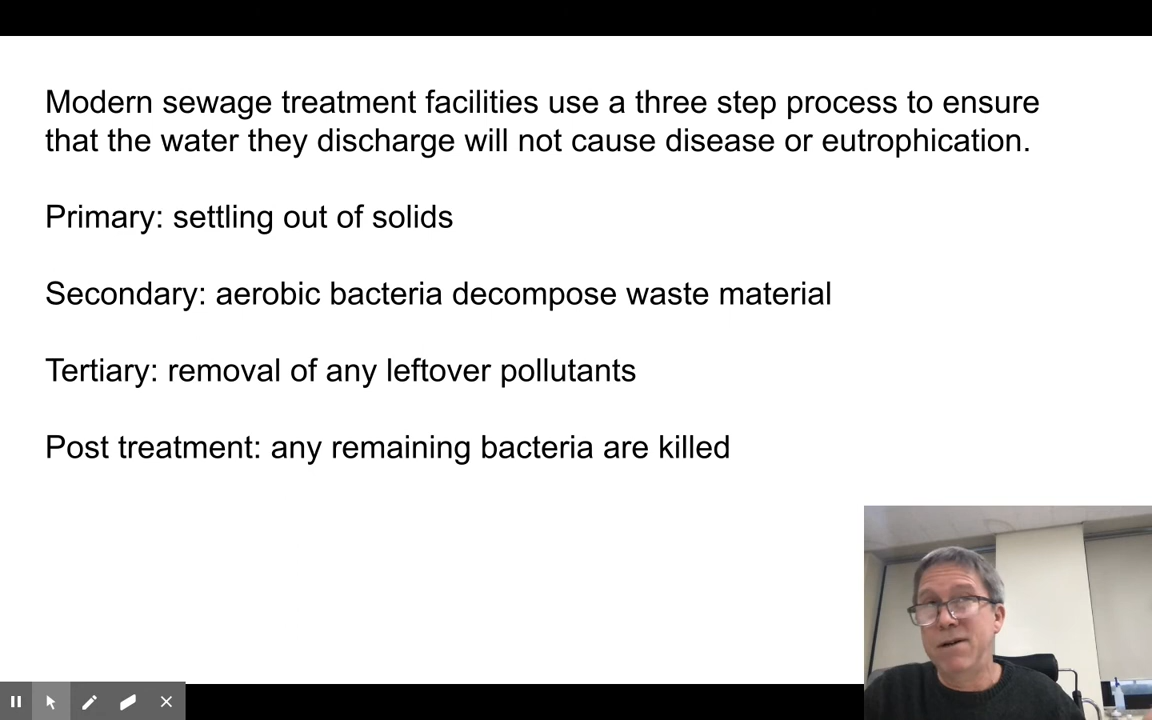 Modern sewage treatment facilities use a three step process to ensure
that the water they discharge will not cause disease or eutrophication.
Primary: settling out of solids
Secondary: aerobic bacteria decompose waste material
Tertiary: removal of any leftover pollutants
Post treatment: any remaining bacteria are killed